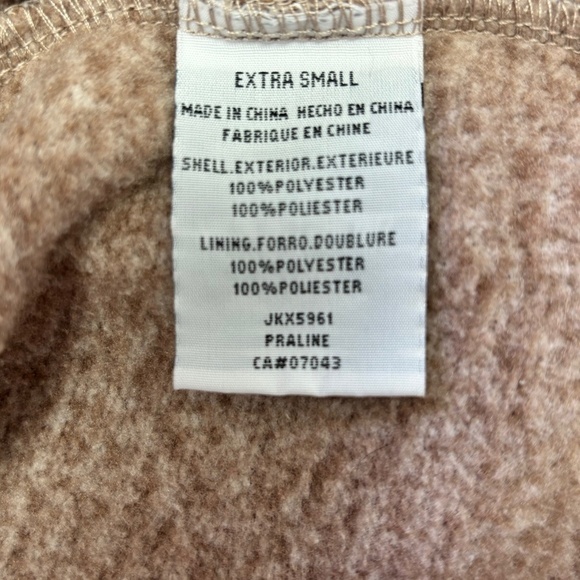 EXTRA SMALL
MADE IN CHINA HECHO EN CHINA
FABRIQUE EN CHINE
SHELL.EXTERIOR.EXTERIEURE
100%POLYESTER
100%POLIESTER
LINING.FORRO.DOUBLURE
100%POLYESTER
100%POLIESTER
JKX5961
PRALINE
CA#07043